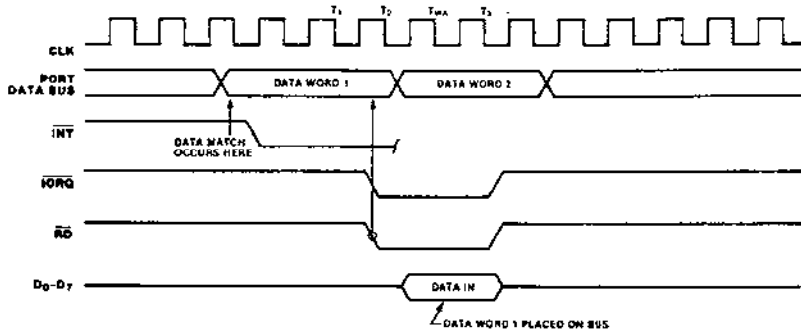 T₁ T₂ TWA T₃
CLK
PORT DATA BUS
DATA WORD 1 DATA WORD 2
INT
DATA MATCH OCCURS HERE
IORQ
RD
D₀-D₇
DATA IN
DATA WORD 1 PLACED ON BUS